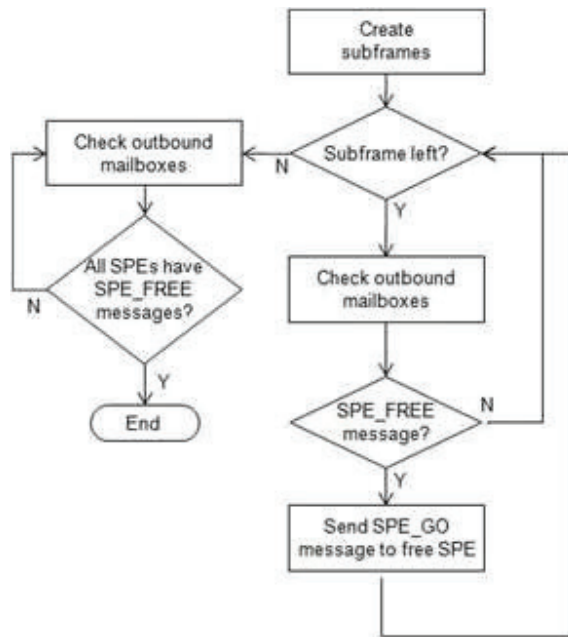 Create
subframes
Check outbound
mailboxes
N
Subframe left?
Y
All SPEs have
SPE_FREE
messages?
N
Y
End
Check outbound
mailboxes
SPE_FREE
message?
N
Y
Send SPE_GO
message to free SPE